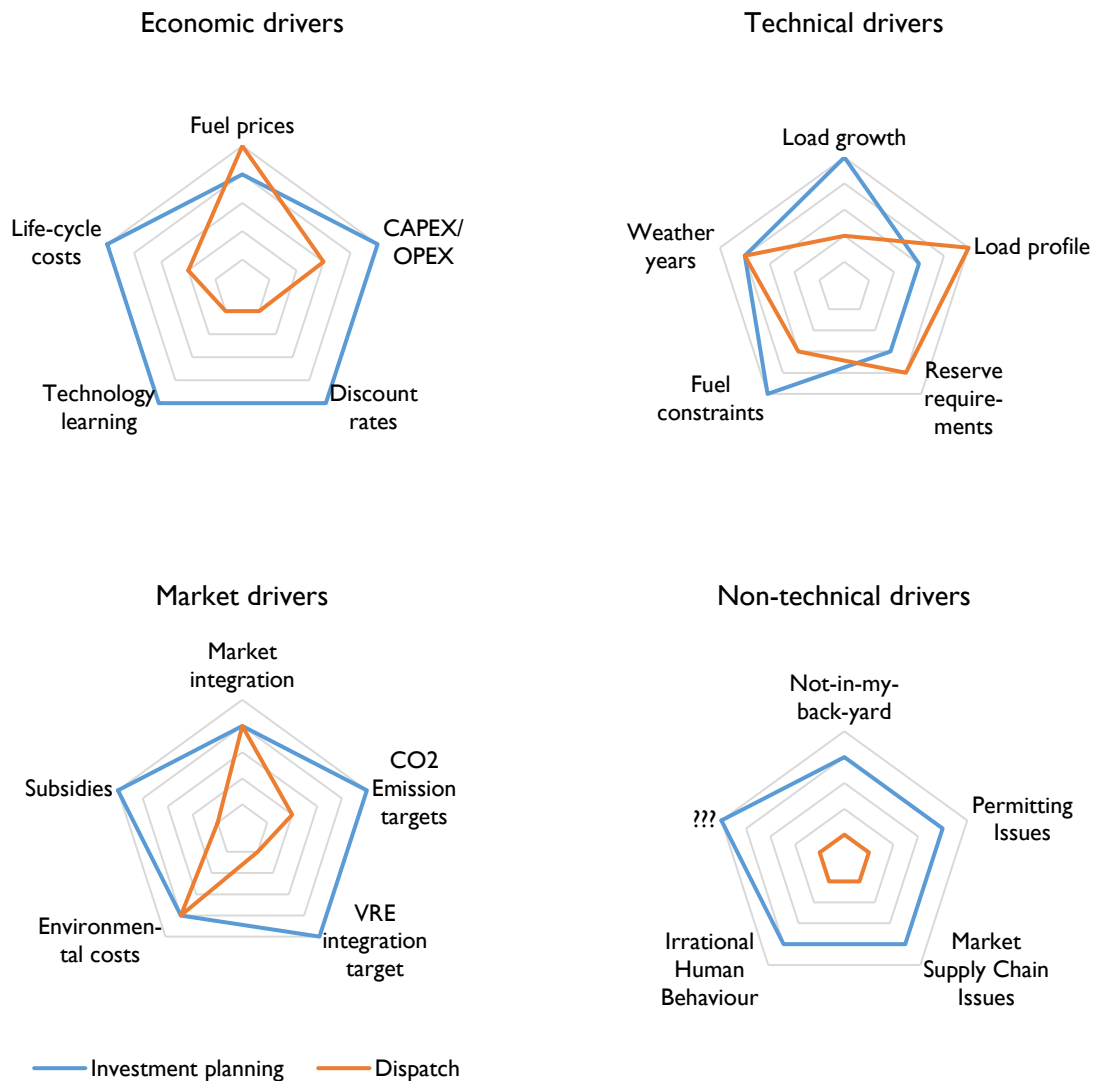 Economic drivers
Technical drivers
Fuel prices
CAPEX/
OPEX
Discount
rates
Technology
learning
Life-cycle
costs
Load growth
Load profile
Reserve
require-
ments
Fuel
constraints
Weather
years
Market drivers
Non-technical drivers
Market
integration
CO2
Emission
targets
VRE
integration
target
Environmen-
tal costs
Subsidies
Not-in-my-
back-yard
Permitting
Issues
Market
Supply Chain
Issues
Irrational
Human
Behaviour
???
Investment planning
Dispatch